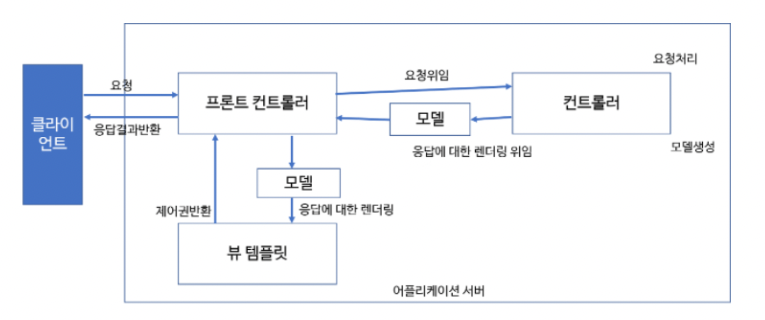 요청처리
요청
프론트 컨트롤러
요청위임
컨트롤러
클라이
언트
응답결과반환
모델
응답에 대한 렌더링 위임
모델생성
모델
제어권반환
응답에 대한 렌더링
뷰 템플릿
어플리케이션 서버